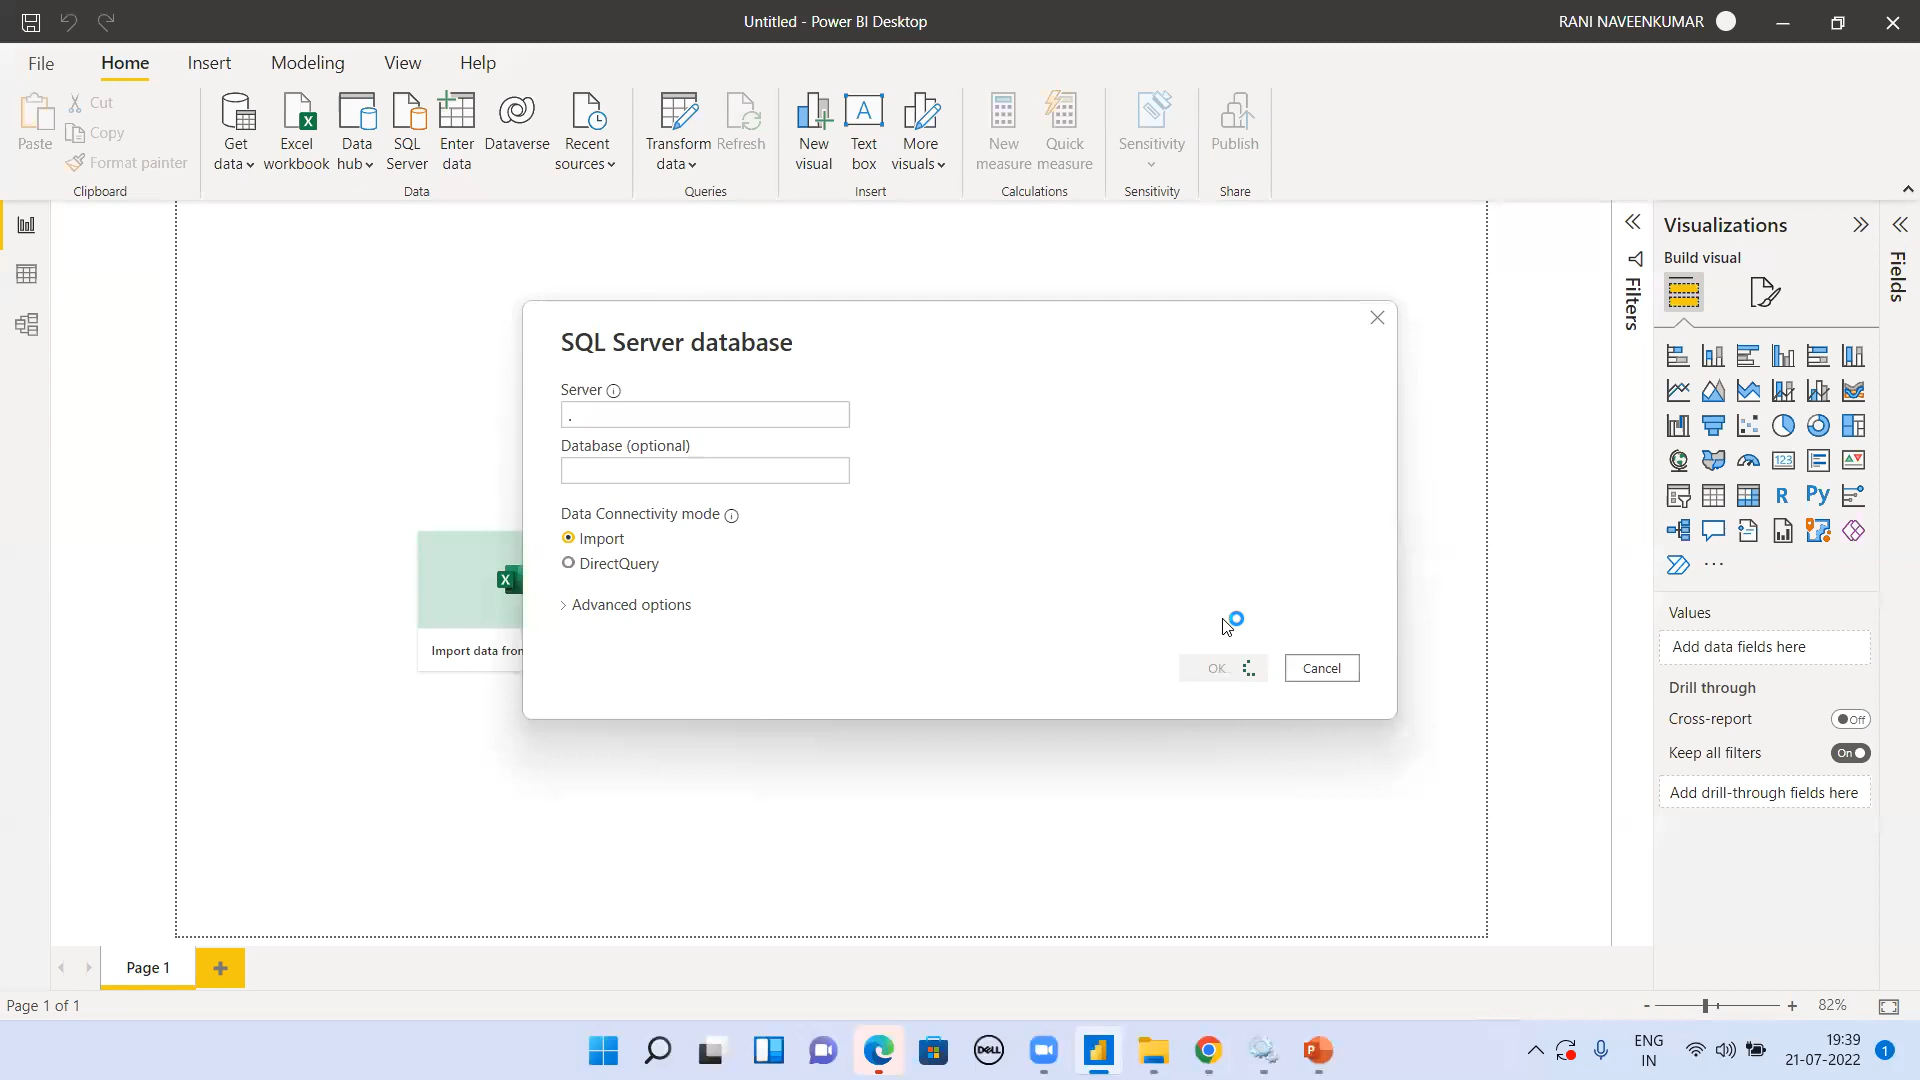 Untitled - Power BI Desktop
RANI NAVEENKUMAR
File
Home
Insert
Modeling
View
Help
Paste
Cut
Copy
Format painter
Clipboard
Get data
Excel workbook
Data hub
SQL Server
Enter data
Dataverse
Recent sources
Data
Transform data
Refresh
Queries
New visual
Text box
More visuals
Insert
New measure
Quick measure
Calculations
Sensitivity
Sensitivity
Publish
Share
SQL Server database
Server
.
Database (optional)
Data Connectivity mode
Import
DirectQuery
Advanced options
OK
Cancel
Import data from
Filters
Visualizations
Build visual
123
R
Py
...
Values
Add data fields here
Drill through
Cross-report
Off
Keep all filters
On
Add drill-through fields here
Fields
Page 1
Page 1 of 1
- + 82%
DELL
ENG
IN
19:39
21-07-2022
1